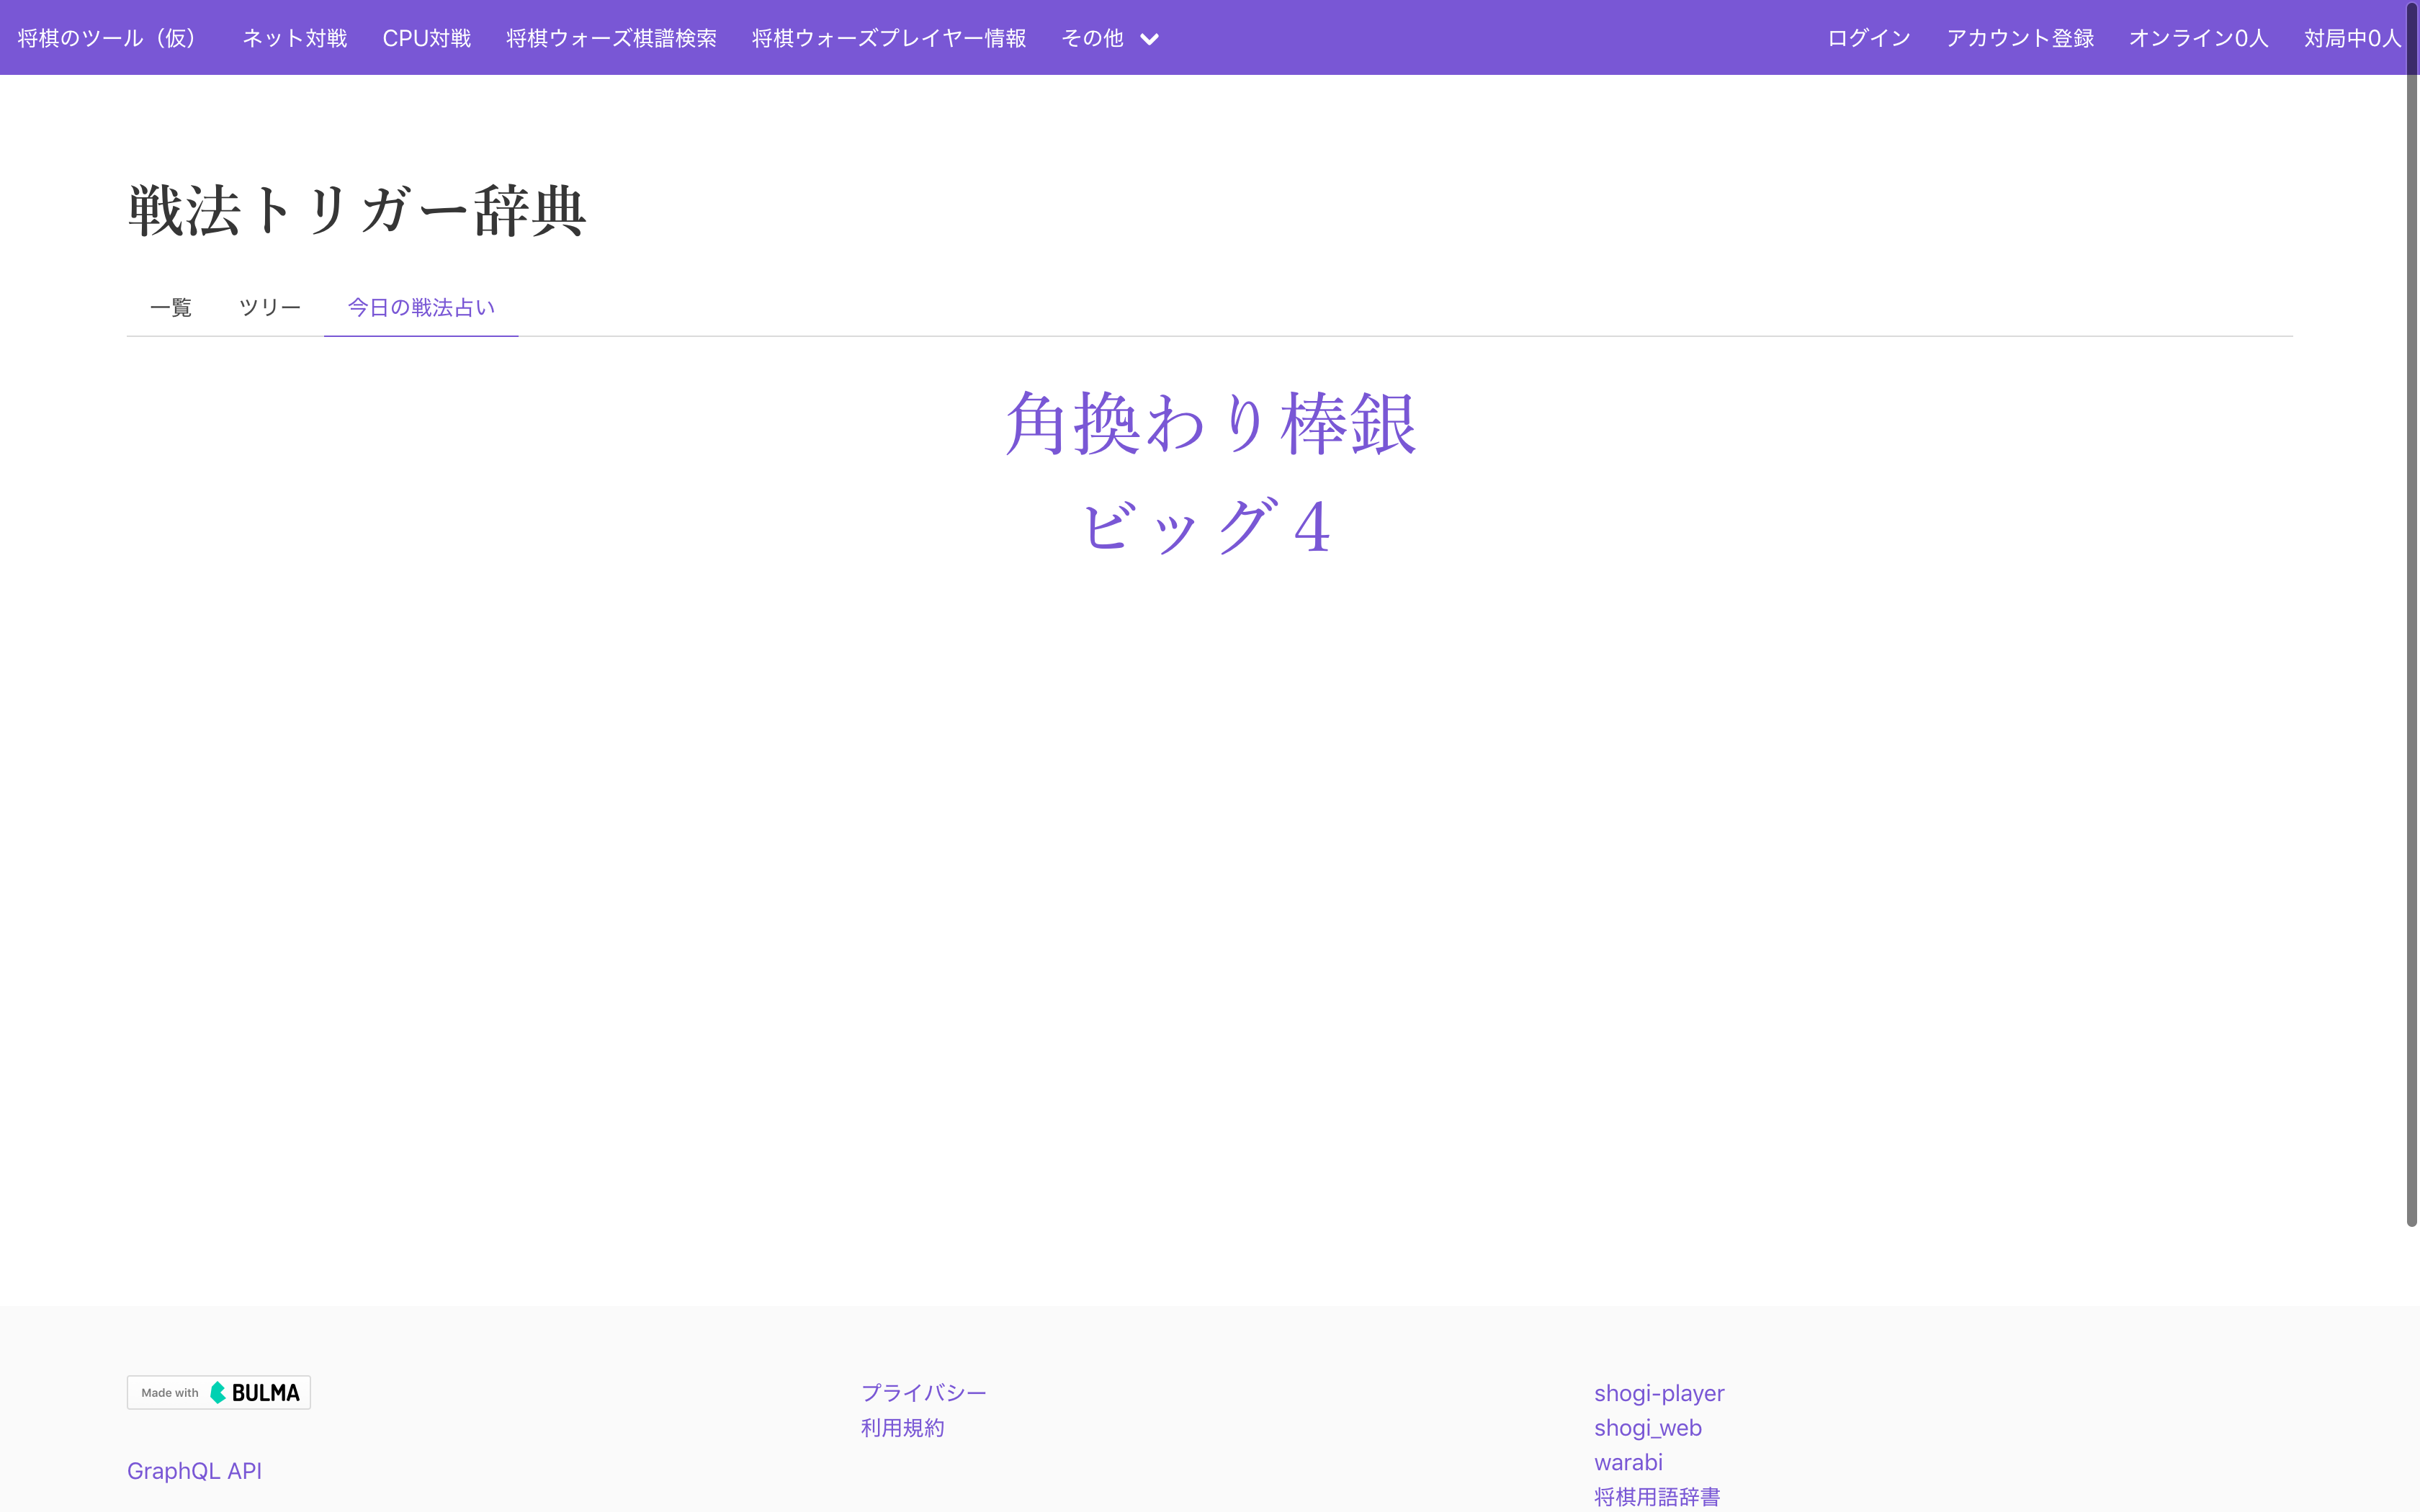 将棋のツール（仮） ネット対戦 CPU対戦 将棋ウォーズ棋譜検索 将棋ウォーズプレイヤー情報 その他 ログイン アカウント登録 オンライン0人 対局中0人
戦法トリガー辞典
一覧 ツリー 今日の戦法占い
角換わり棒銀
ビッグ４
Made with BULMA
GraphQL API
プライバシー
利用規約
shogi-player
shogi_web
warabi
将棋用語辞書